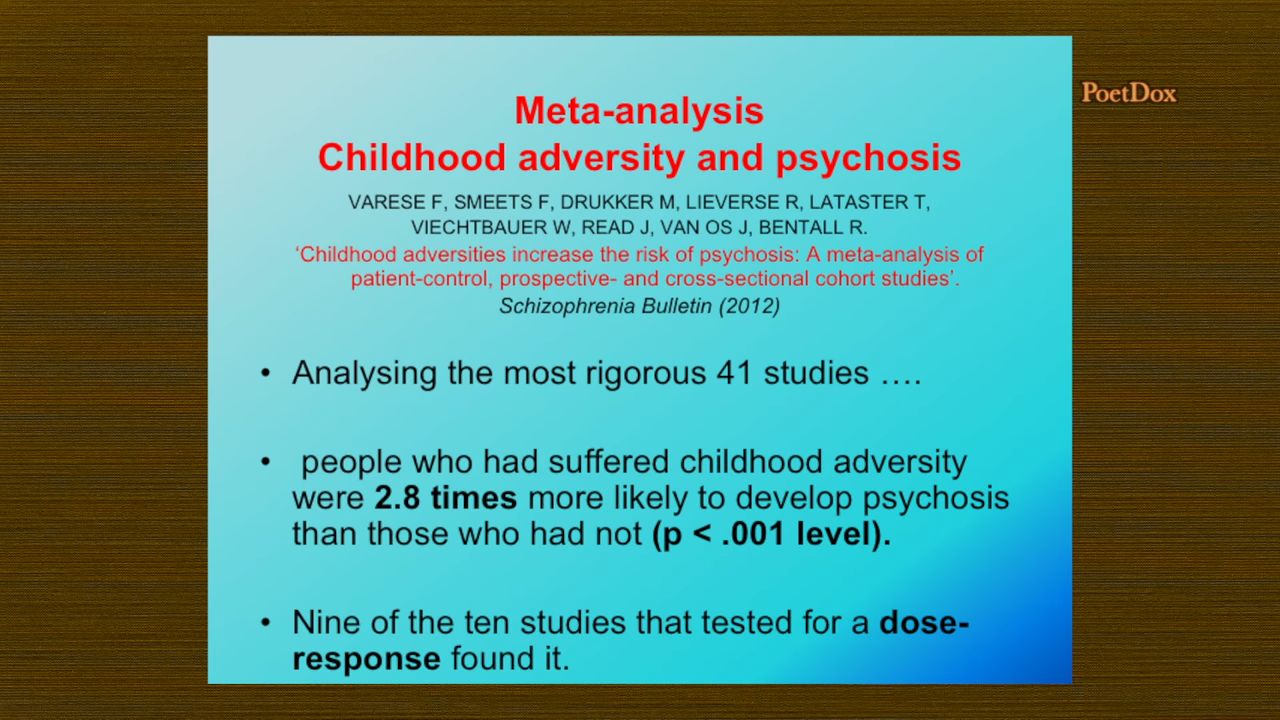 Meta-analysis
Childhood adversity and psychosis
PoetDox
VARESE F, SMEETS F, DRUKKER M, LIEVERSE R, LATASTER T,
VIECHTBAUER W, READ J, VAN OS J, BENTALL R.
‘Childhood adversities increase the risk of psychosis: A meta-analysis of
patient-control, prospective- and cross-sectional cohort studies’.
Schizophrenia Bulletin (2012)
• Analysing the most rigorous 41 studies ….
• people who had suffered childhood adversity
were 2.8 times more likely to develop psychosis
than those who had not (p < .001 level).
• Nine of the ten studies that tested for a dose-
response found it.